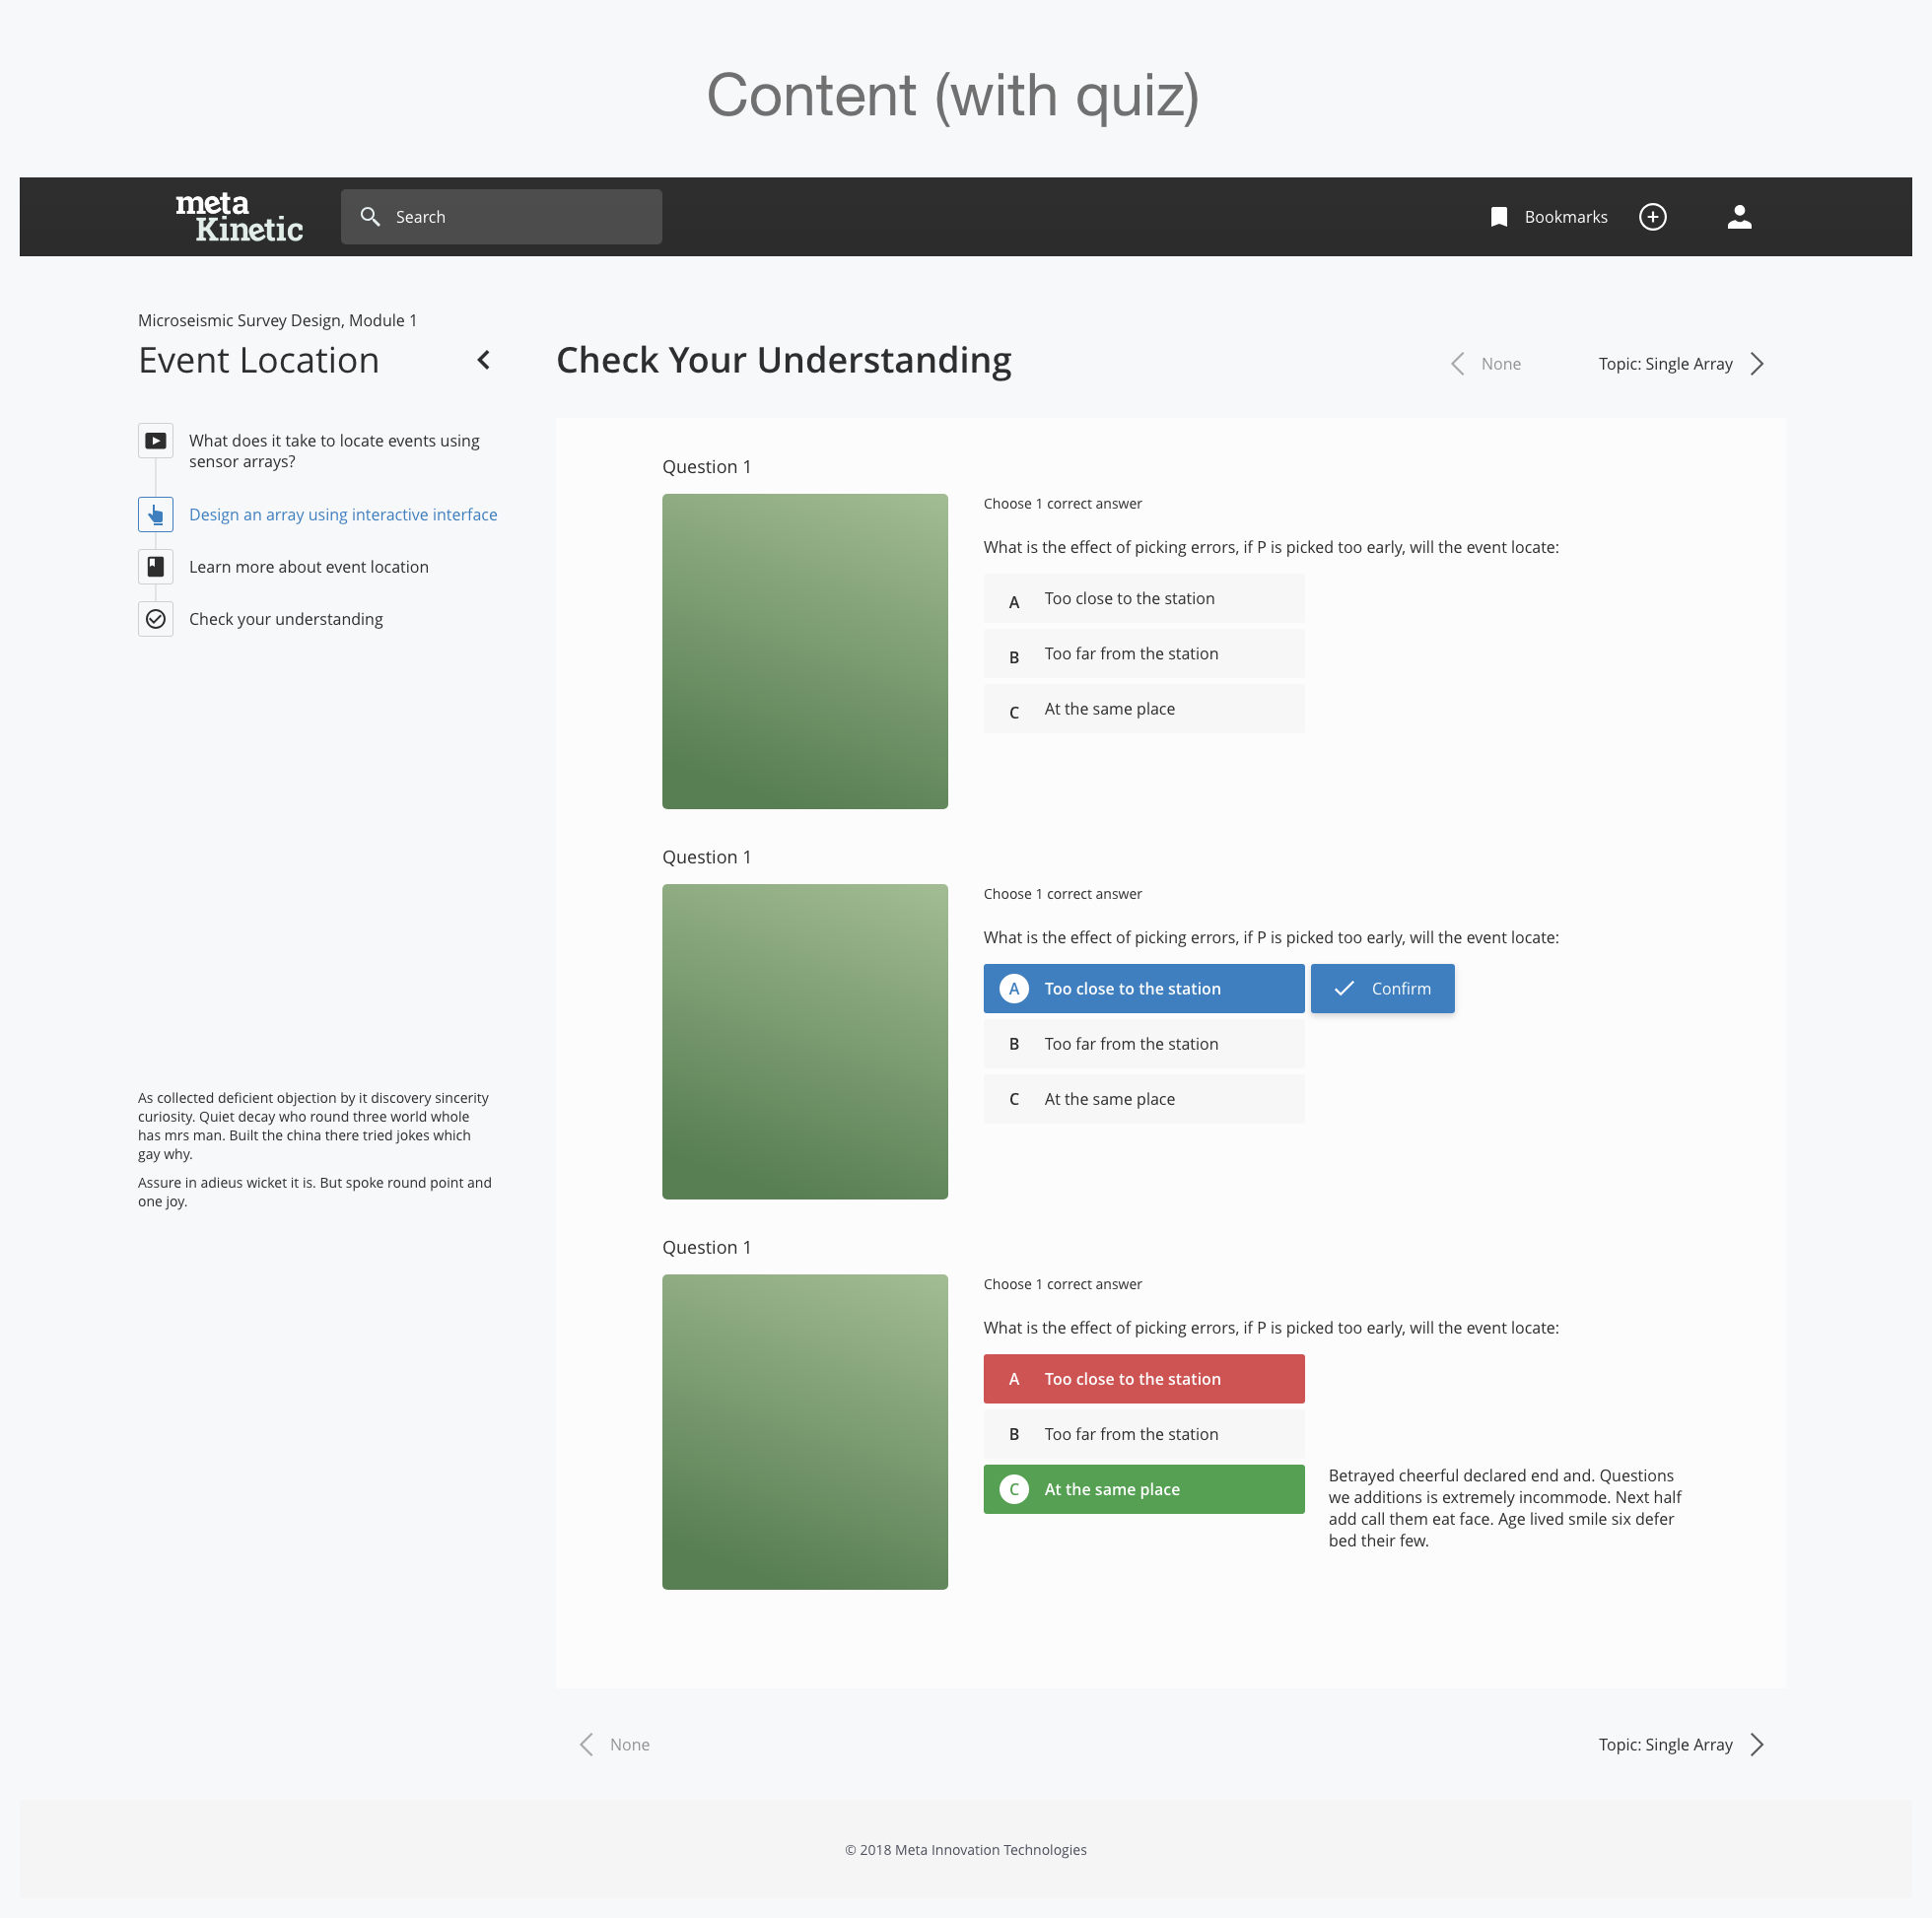 Content (with quiz)
meta
Kinetic
Search
Bookmarks
Microseismic Survey Design, Module 1
Event Location
Check Your Understanding
None
Topic: Single Array
What does it take to locate events using
sensor arrays?
Design an array using interactive interface
Learn more about event location
Check your understanding
As collected deficient objection by it discovery sincerity
curiosity. Quiet decay who round three world whole
has mrs man. Built the china there tried jokes which
gay why.
Assure in adieus wicket it is. But spoke round point and
one joy.
Question 1
Choose 1 correct answer
What is the effect of picking errors, if P is picked too early, will the event locate:
A Too close to the station
B Too far from the station
C At the same place
Question 1
Choose 1 correct answer
What is the effect of picking errors, if P is picked too early, will the event locate:
A Too close to the station
Confirm
B Too far from the station
C At the same place
Question 1
Choose 1 correct answer
What is the effect of picking errors, if P is picked too early, will the event locate:
A Too close to the station
B Too far from the station
C At the same place
Betrayed cheerful declared end and. Questions
we additions is extremely incommode. Next half
add call them eat face. Age lived smile six defer
bed their few.
None
Topic: Single Array
© 2018 Meta Innovation Technologies